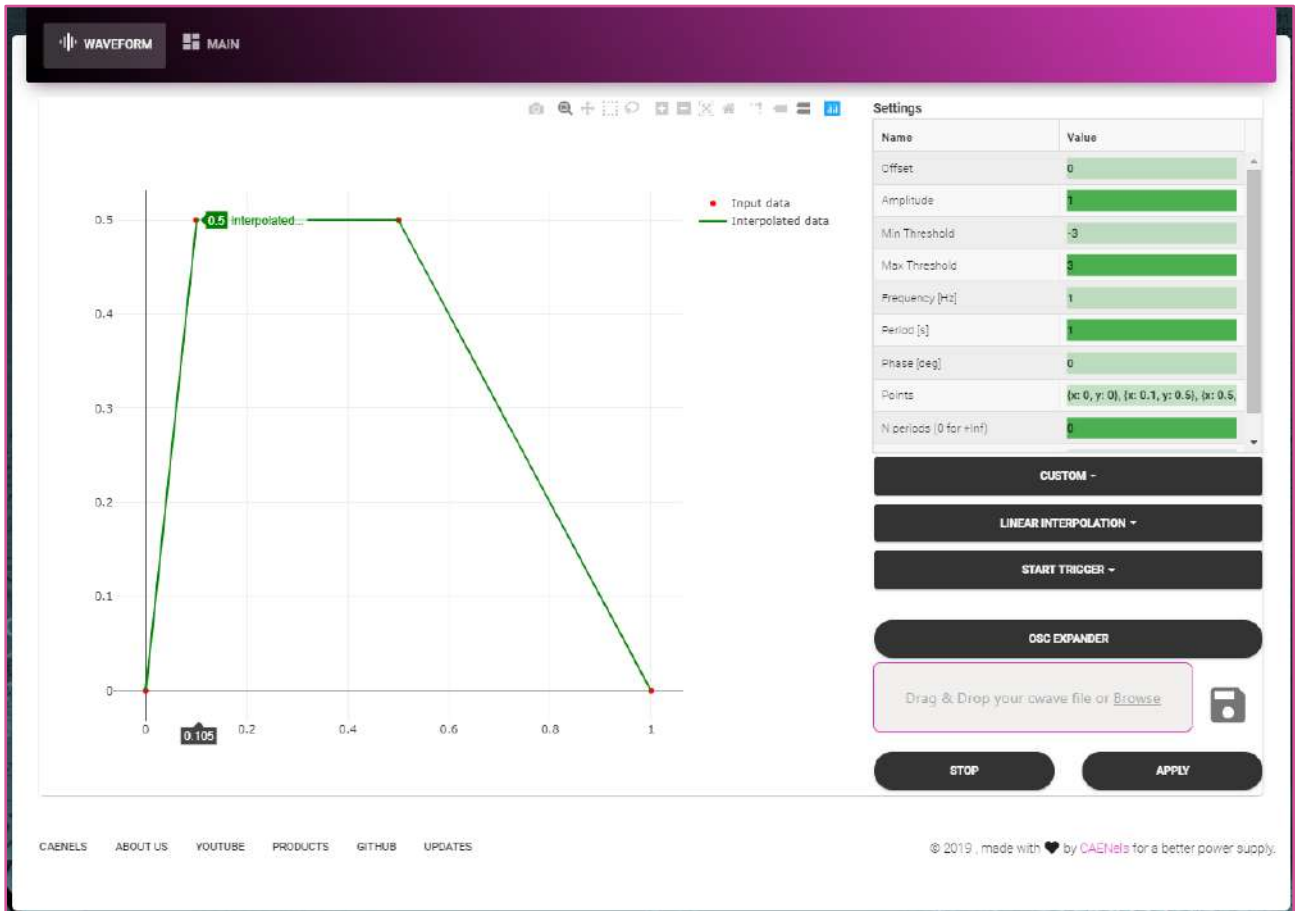 WAVEFORM MAIN
Settings
Name Value
Offset 0
Amplitude 1
Min Threshold -3
Max Threshold 3
Frequency [Hz] 1
Period [s] 1
Phase [deg] 0
Points {x: 0, y: 0}, {x: 0.1, y: 0.5}, {x: 0.5,
N periods (0 for +inf) 0
Input data
Interpolated data
0.5 0.5 Interpolated...
0.4
0.3
0.2
0.1
0
0 0.105 0.2 0.4 0.6 0.8 1
CUSTOM
LINEAR INTERPOLATION
START TRIGGER
OSC EXPANDER
Drag & Drop your cwave file or Browse
STOP APPLY
CAENELS ABOUT US YOUTUBE PRODUCTS GITHUB UPDATES
© 2019 , made with ♥ by CAENels for a better power supply.